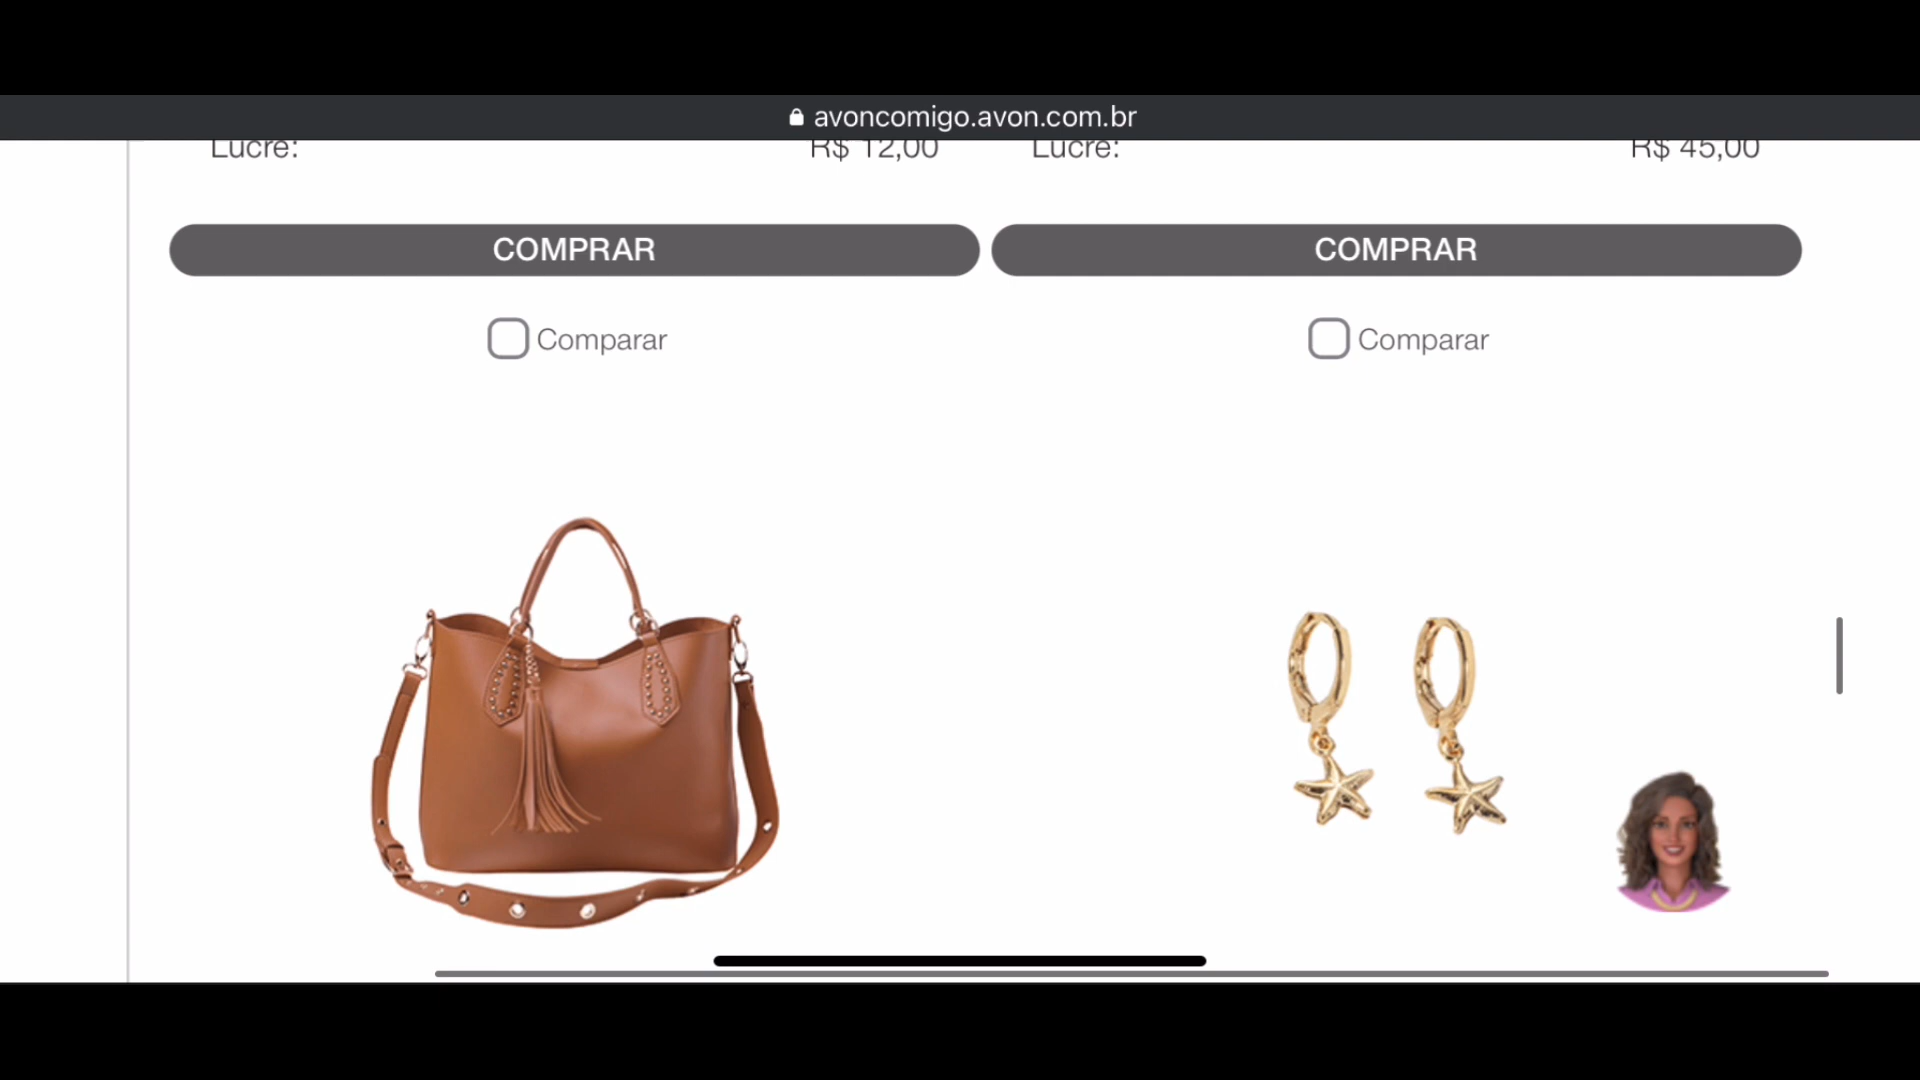 avoncomigo.avon.com.br
Lucre: R$ 12,00 Lucre: R$ 45,00
COMPRAR COMPRAR
Comparar Comparar